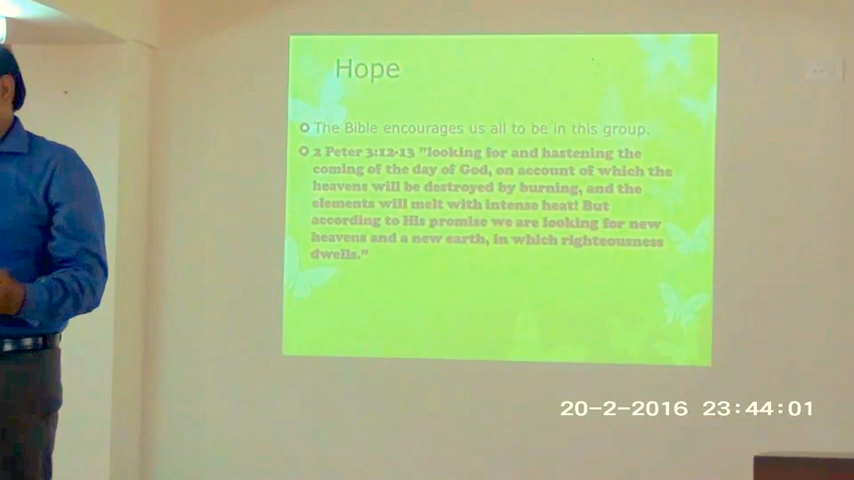 Hope
The Bible encourages us all to be in this group.
2 Peter 3:12-13 "looking for and hastening the
coming of the day of God, on account of which the
heavens will be destroyed by burning, and the
elements will melt with intense heat! But
according to His promise we are looking for new
heavens and a new earth, in which righteousness
dwells."
20-2-2016 23:44:01